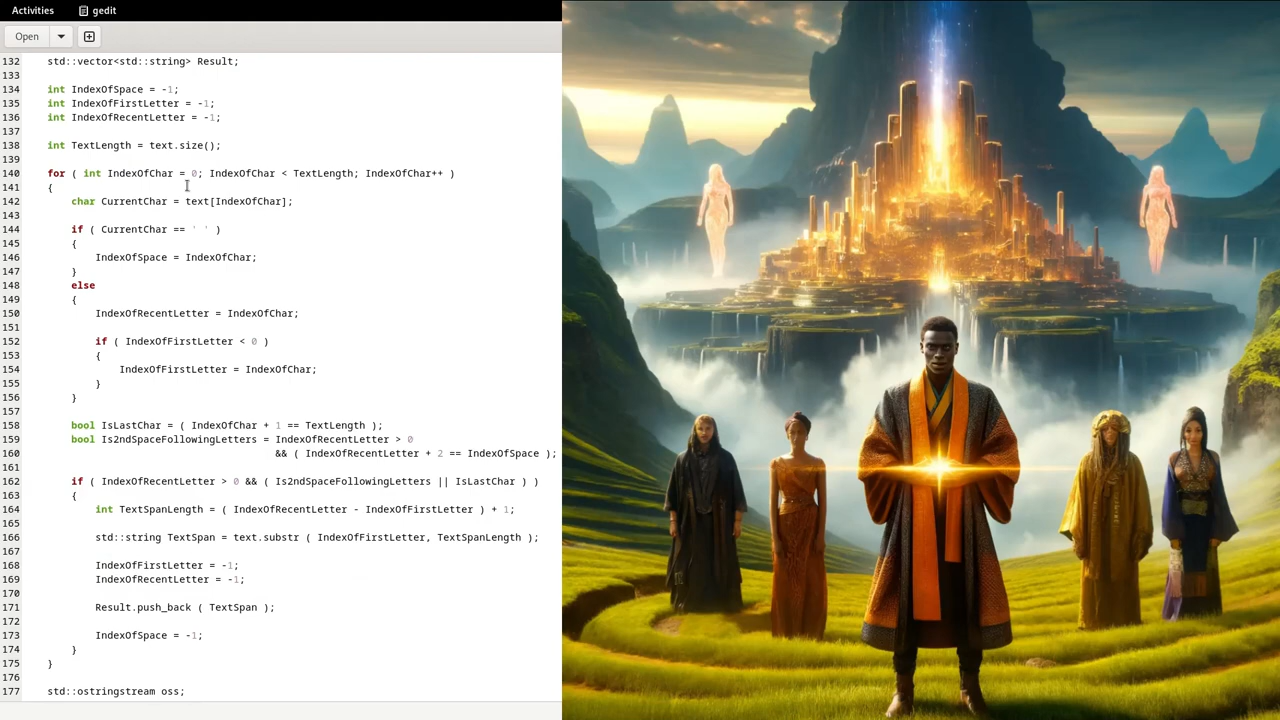 Activities gedit
Open
132 std::vector<std::string> Result;
133
134 int IndexOfSpace = -1;
135 int IndexOfFirstLetter = -1;
136 int IndexOfRecentLetter = -1;
137
138 int TextLength = text.size();
139
140 for ( int IndexOfChar = 0; IndexOfChar < TextLength; IndexOfChar++ )
141 {
142 char CurrentChar = text[IndexOfChar];
143
144 if ( CurrentChar == ' ' )
145 {
146 IndexOfSpace = IndexOfChar;
147 }
148 else
149 {
150 IndexOfRecentLetter = IndexOfChar;
151
152 if ( IndexOfFirstLetter < 0 )
153 {
154 IndexOfFirstLetter = IndexOfChar;
155 }
156 }
157
158 bool IsLastChar = ( IndexOfChar + 1 == TextLength );
159 bool Is2ndSpaceFollowingLetters = IndexOfRecentLetter > 0
160 && ( IndexOfRecentLetter + 2 == IndexOfSpace );
161
162 if ( IndexOfRecentLetter > 0 && ( Is2ndSpaceFollowingLetters || IsLastChar ) )
163 {
164 int TextSpanLength = ( IndexOfRecentLetter - IndexOfFirstLetter ) + 1;
165
166 std::string TextSpan = text.substr ( IndexOfFirstLetter, TextSpanLength );
167
168 IndexOfFirstLetter = -1;
169 IndexOfRecentLetter = -1;
170
171 Result.push_back ( TextSpan );
172
173 IndexOfSpace = -1;
174 }
175 }
176
177 std::ostringstream oss;